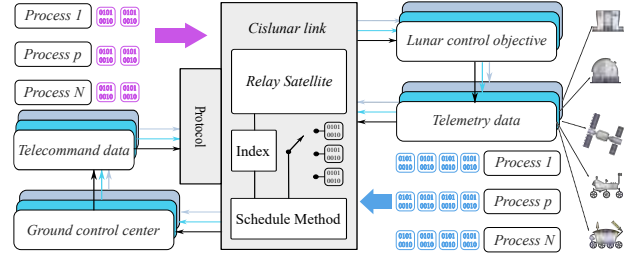 Process 1
0101 0010
0101 0010
Process p
0101 0010
0101 0010
Process N
0101 0010
0101 0010
Telecommand data
Ground control center
Protocol
Cislunar link
Relay Satellite
Index
0101 0010
0101 0010
0101 0010
Schedule Method
Lunar control objective
Telemetry data
0101 0010
0101 0010
0101 0010
0101 0010
Process 1
0101 0010
0101 0010
0101 0010
0101 0010
Process p
0101 0010
0101 0010
0101 0010
0101 0010
Process N